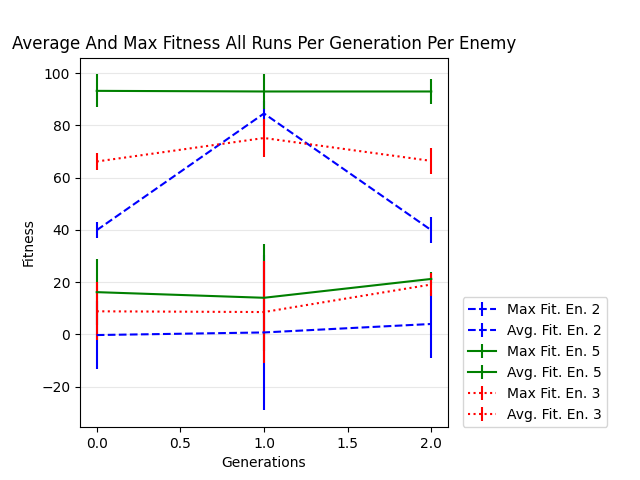 Average And Max Fitness All Runs Per Generation Per Enemy
100
80
60
40
20
0
−20
Fitness
0.0 0.5 1.0 1.5 2.0
Generations
Max Fit. En. 2
Avg. Fit. En. 2
Max Fit. En. 5
Avg. Fit. En. 5
Max Fit. En. 3
Avg. Fit. En. 3